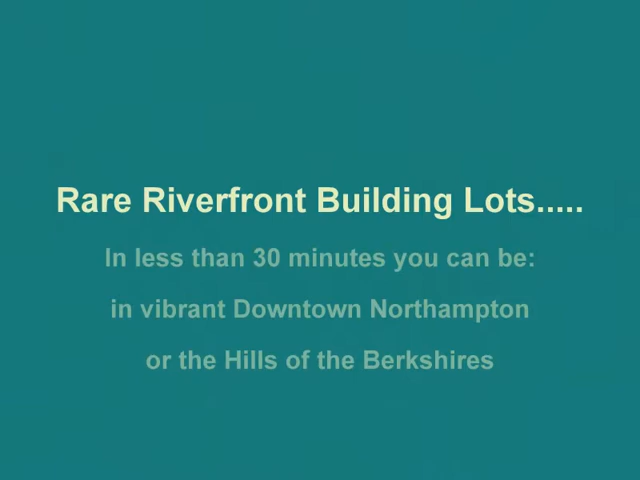 Rare Riverfront Building Lots.....
In less than 30 minutes you can be:
in vibrant Downtown Northampton
or the Hills of the Berkshires